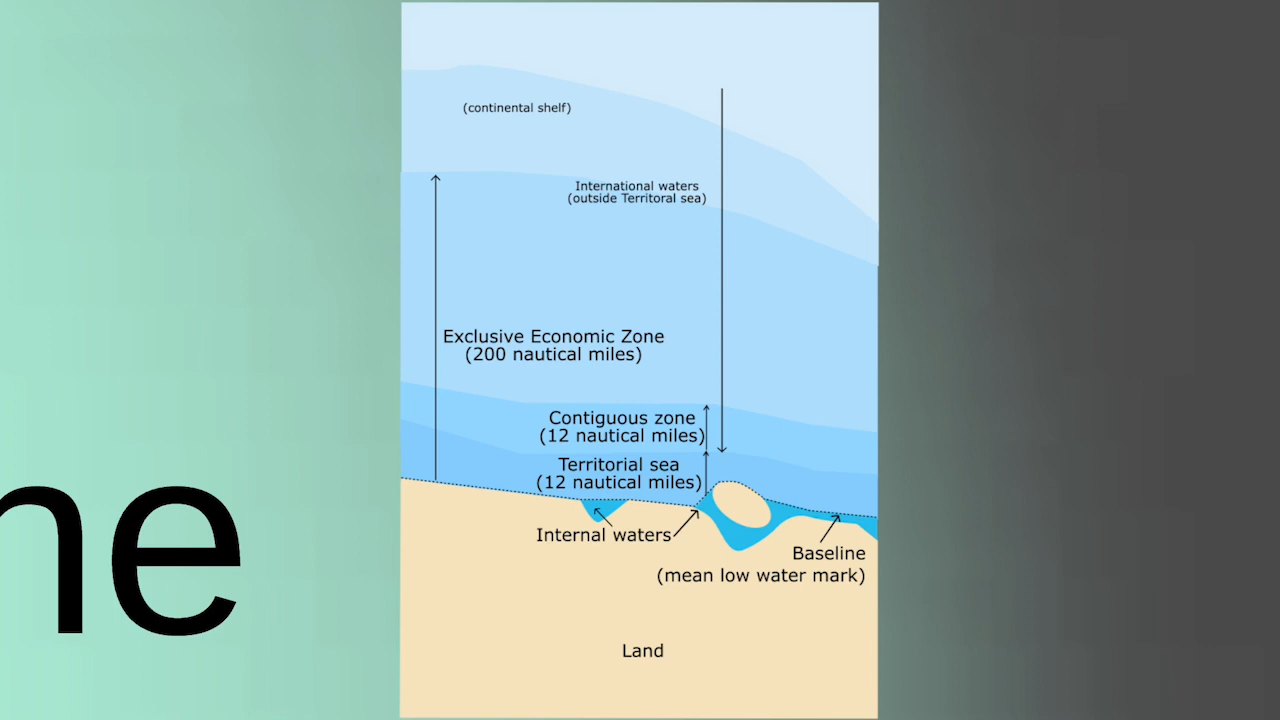 (continental shelf)
International waters
(outside Territoral sea)
Exclusive Economic Zone
(200 nautical miles)
Contiguous zone
(12 nautical miles)
Territorial sea
(12 nautical miles)
ne
Internal waters
Baseline
(mean low water mark)
Land